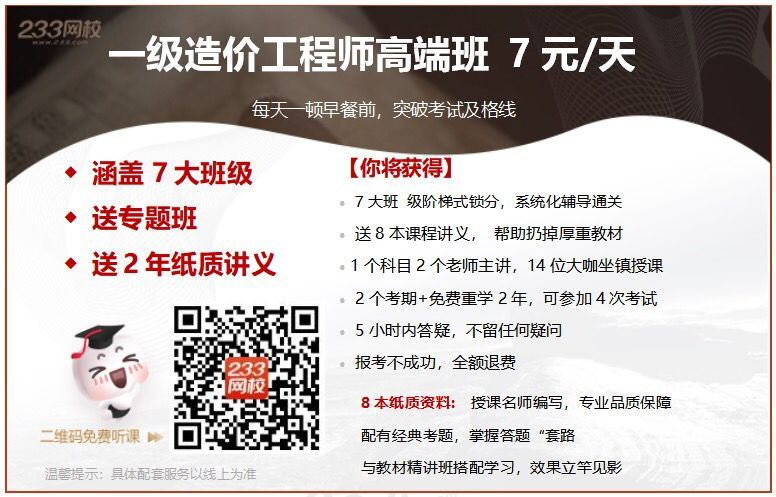 233网校
www.233.com
一级造价工程师高端班 7元/天
每天一顿早餐前，突破考试及格线
涵盖7大班级
送专题班
送2年纸质讲义
【你将获得】
7大班 级阶梯式锁分，系统化辅导通关
送8本课程讲义， 帮助扔掉厚重教材
1个科目2个老师主讲，14位大咖坐镇授课
2个考期+免费重学2年，可参加4次考试
5小时内答疑，不留任何疑问
报考不成功，全额退费
8本纸质资料: 授课名师编写，专业品质保障
配有经典考题，掌握答题“套路
与教材精讲班搭配学习，效果立竿见影
233
网校
二维码免费听课
温馨提示：具体配套服务以线上为准